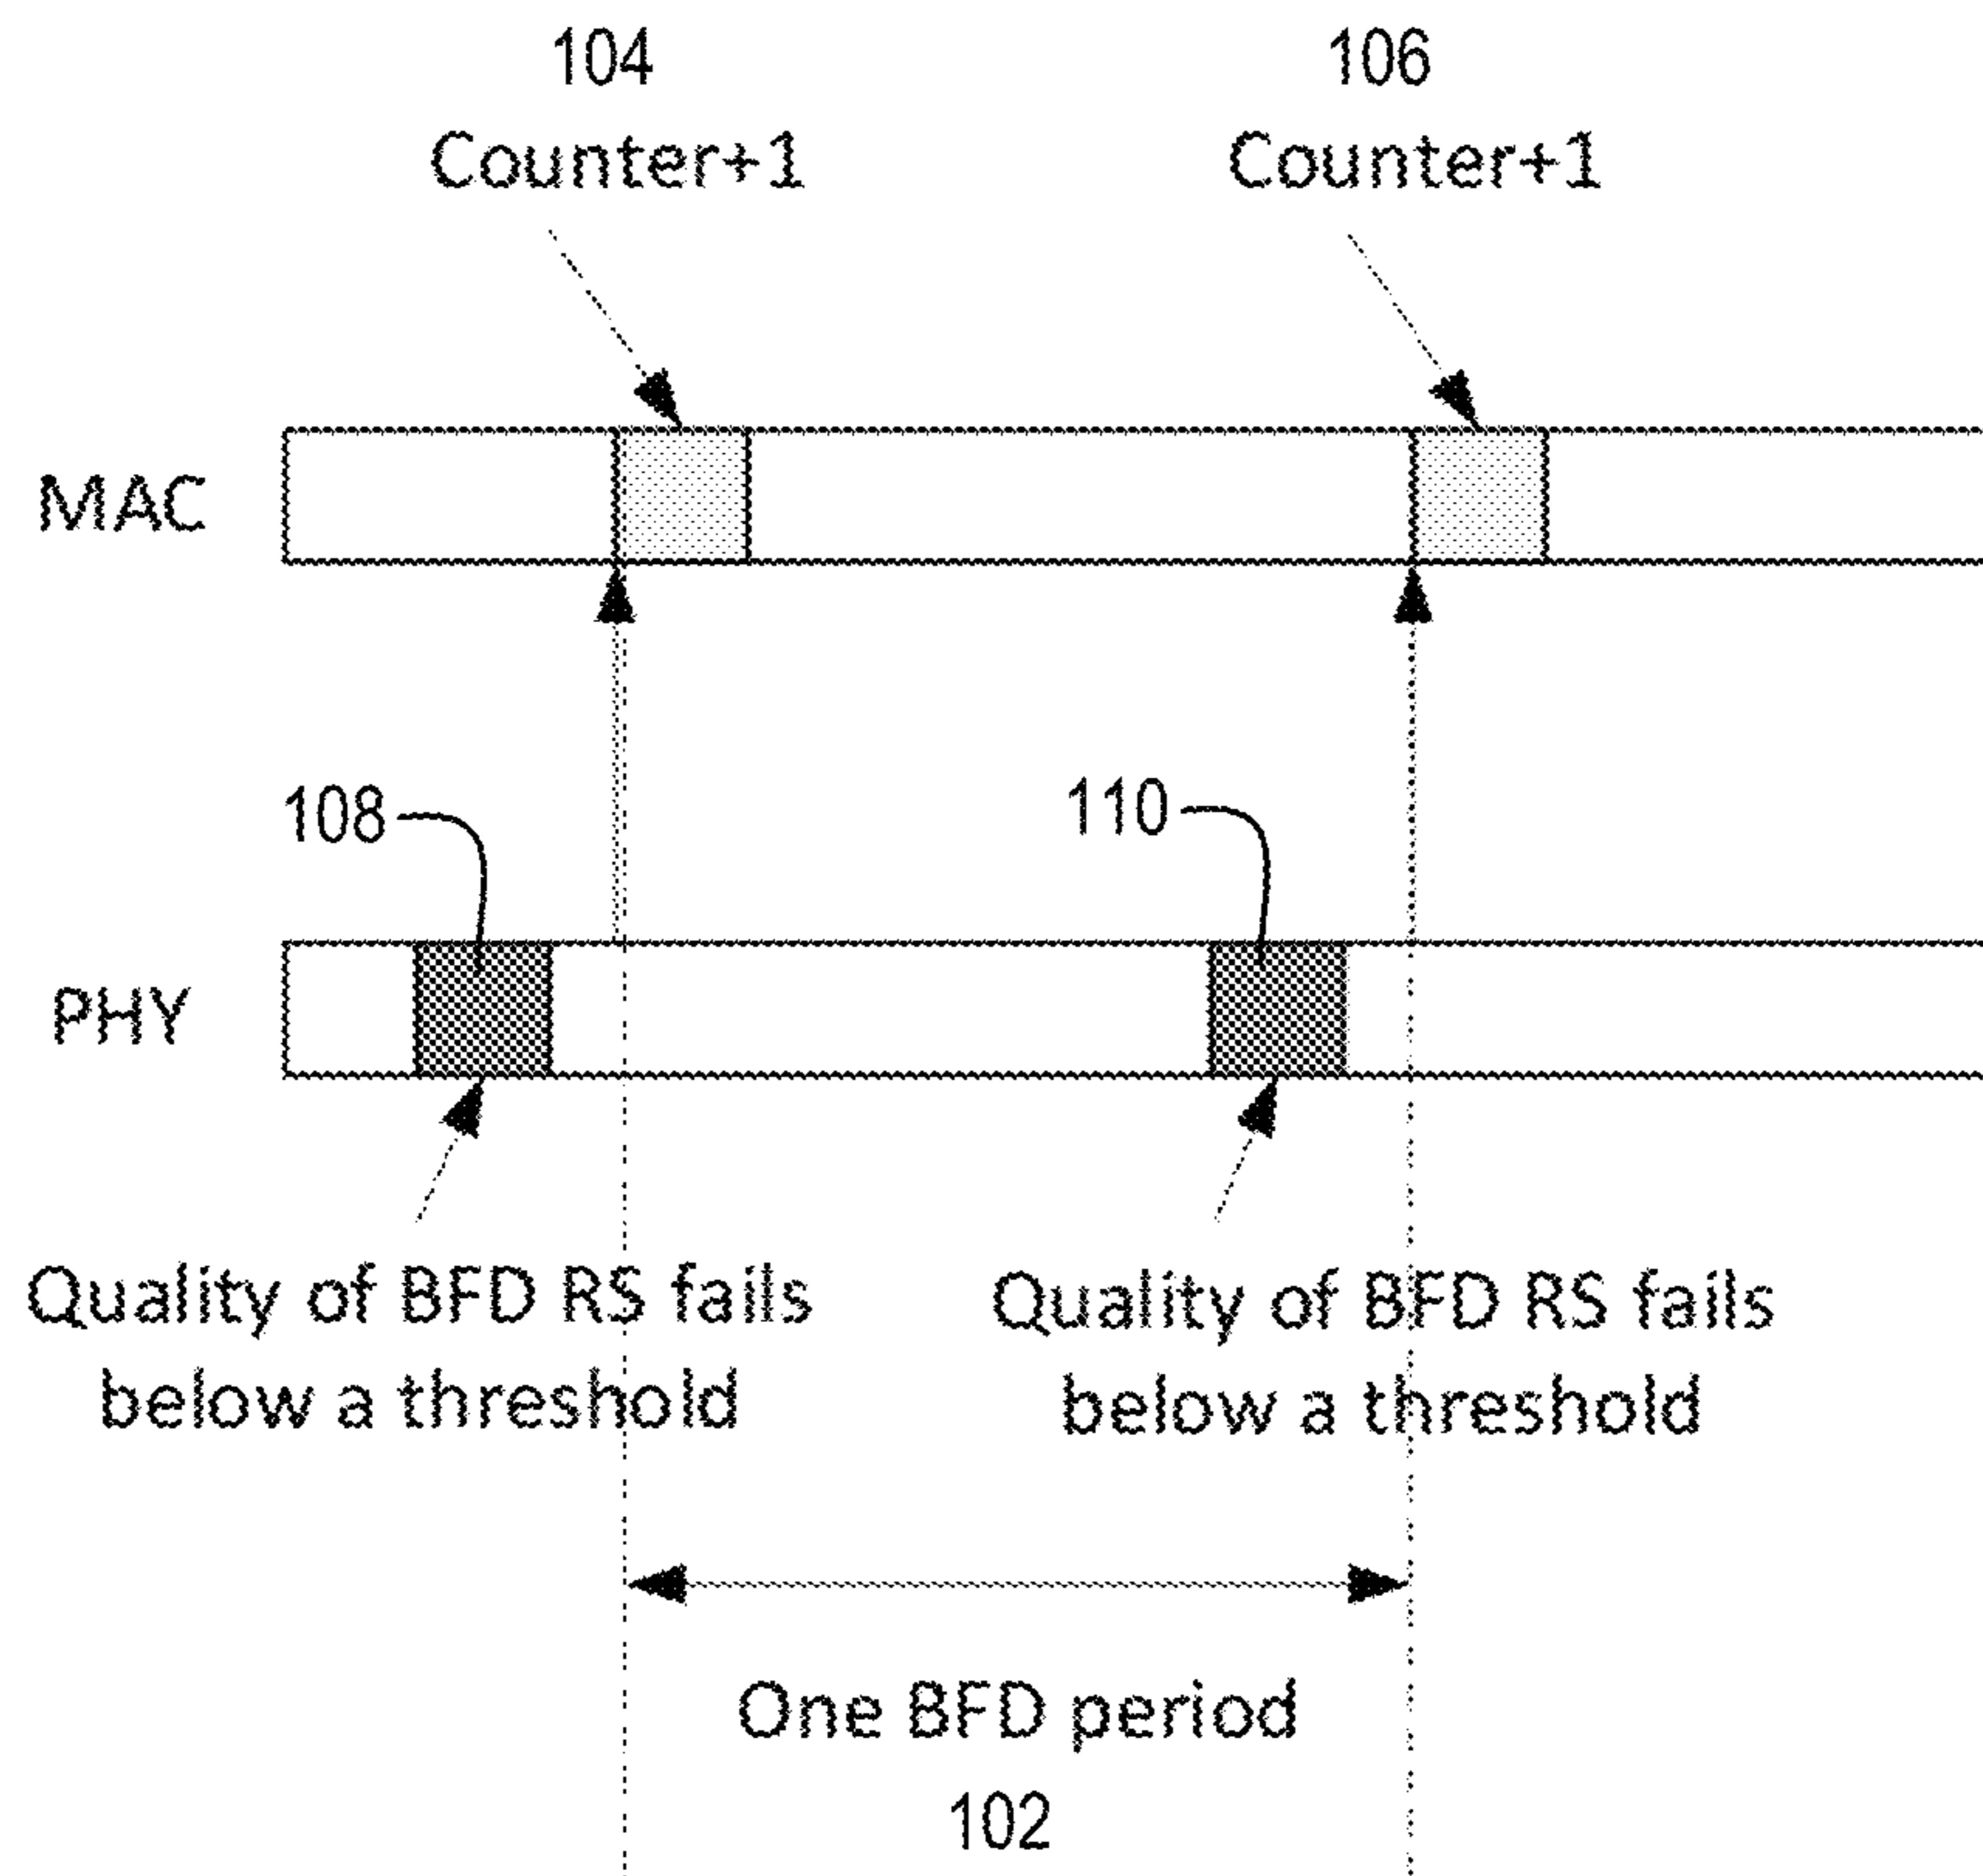 104
106
Counter+1
Counter+1
MAC
108
110
PHY
Quality of BFD RS fails
below a threshold
Quality of BFD RS fails
below a threshold
One BFD period
102